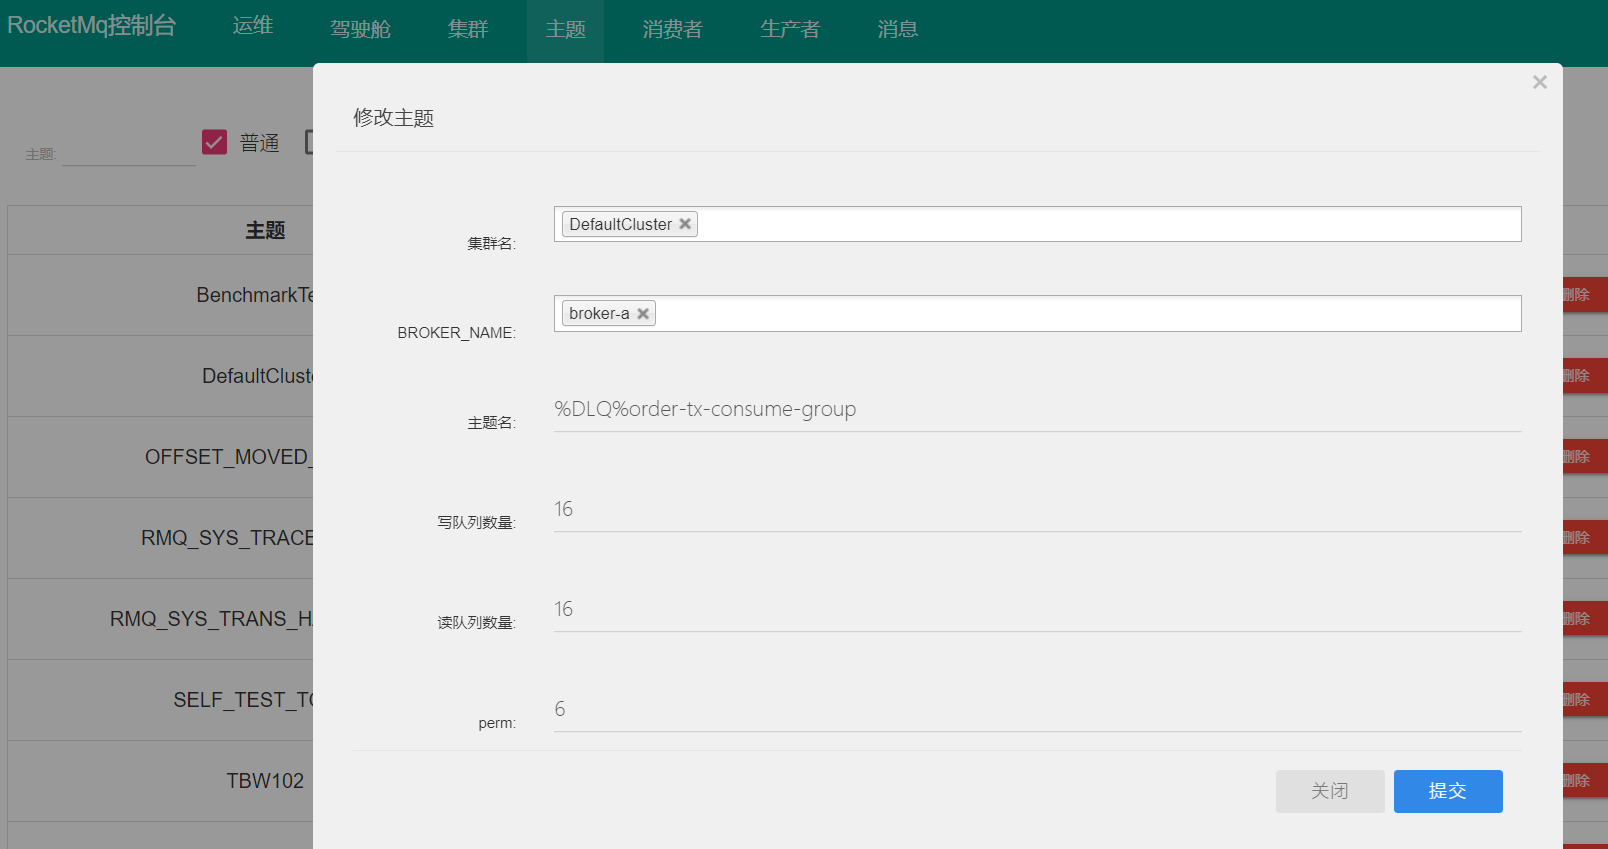 RocketMq控制台 运维 驾驶舱 集群 主题 消费者 生产者 消息
×
修改主题
主题: 普通
集群名: DefaultCluster
主题
BROKER_NAME: broker-a
BenchmarkTe 删除
DefaultClust 删除
主题名: %DLQ%order-tx-consume-group
OFFSET_MOVED_ 删除
写队列数量: 16
RMQ_SYS_TRACE 删除
读队列数量: 16
RMQ_SYS_TRANS_H 删除
SELF_TEST_TO 删除
perm: 6
TBW102 删除
关闭 提交